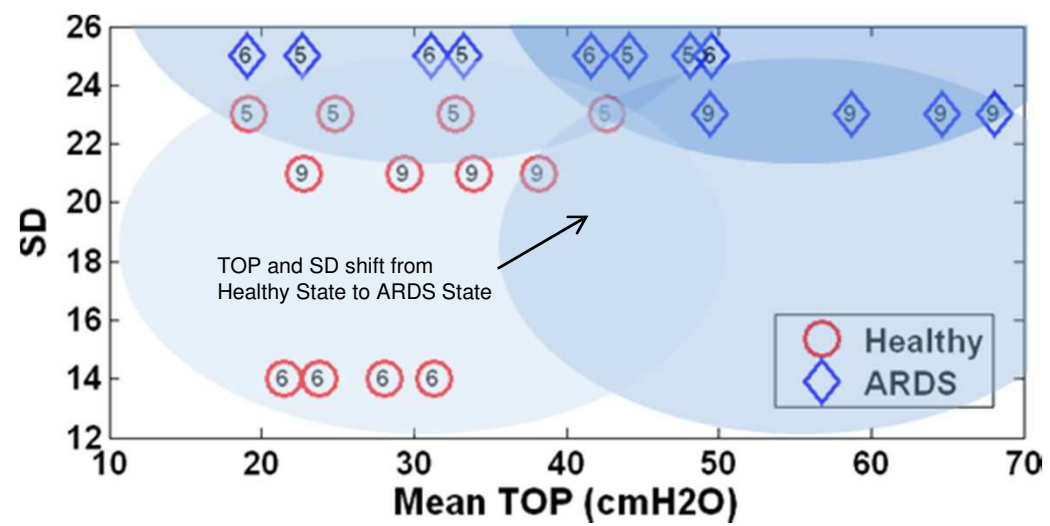 26
6 5 6 5 6 5 5 6
24
5 5 5 5 9 9 9 9
22
9 9 9 9
20
SD
18
TOP and SD shift from
Healthy State to ARDS State
16
Healthy
14
6 6 6 6
ARDS
12
10 20 30 40 50 60 70
Mean TOP (cmH2O)